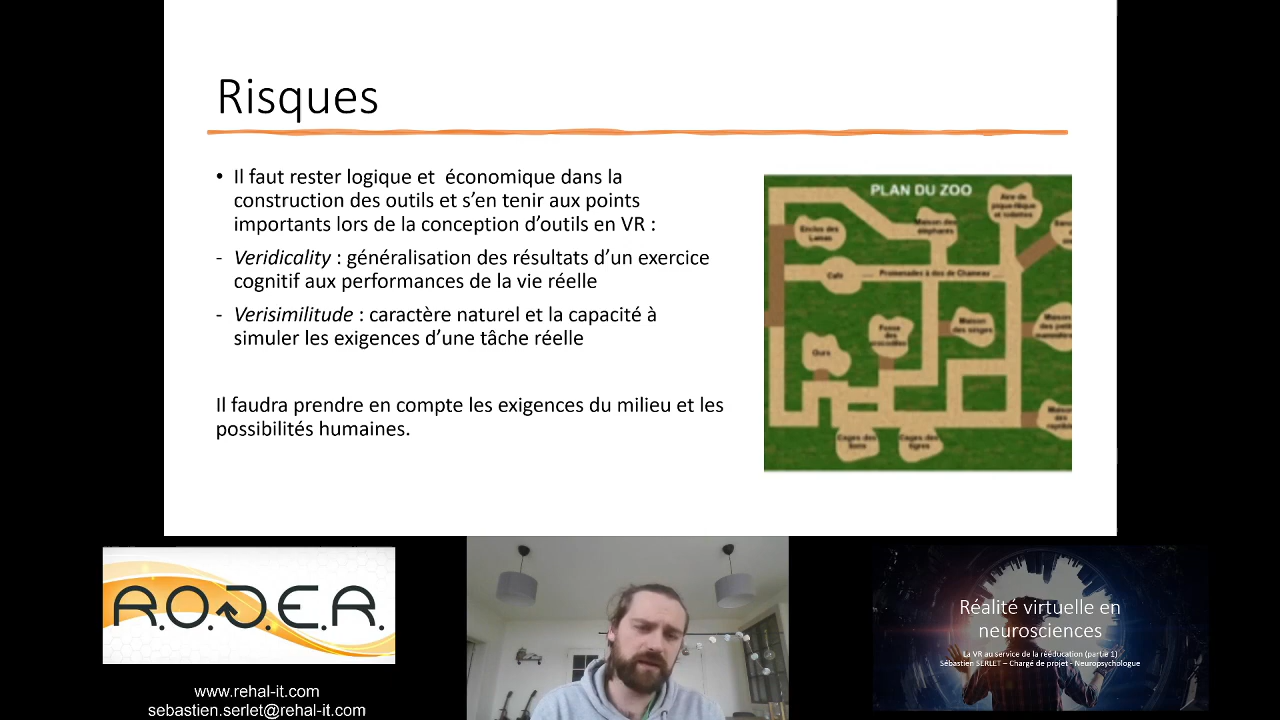 Risques
• Il faut rester logique et  économique dans la
construction des outils et s’en tenir aux points
importants lors de la conception d’outils en VR :
- Veridicality : généralisation des résultats d’un exercice
cognitif aux performances de la vie réelle
- Verisimilitude : caractère naturel et la capacité à
simuler les exigences d’une tâche réelle
Il faudra prendre en compte les exigences du milieu et les
possibilités humaines.
PLAN DU ZOO
Aire de
pique-nique
et toilettes
Maison des
éléphants
Enclos des
Lamas
Café
Promenades à dos de Chameau
Maison
des singes
Fosse
des
crocodiles
Ours
Maison
des
Cages des
lions
Cages des
tigres
R.O.D.E.R.
www.rehal-it.com
sebastien.serlet@rehal-it.com
Réalité virtuelle en
neurosciences
La VR au service de la rééducation (partie 1)
Sébastien SERLET – Chargé de projet - Neuropsychologue